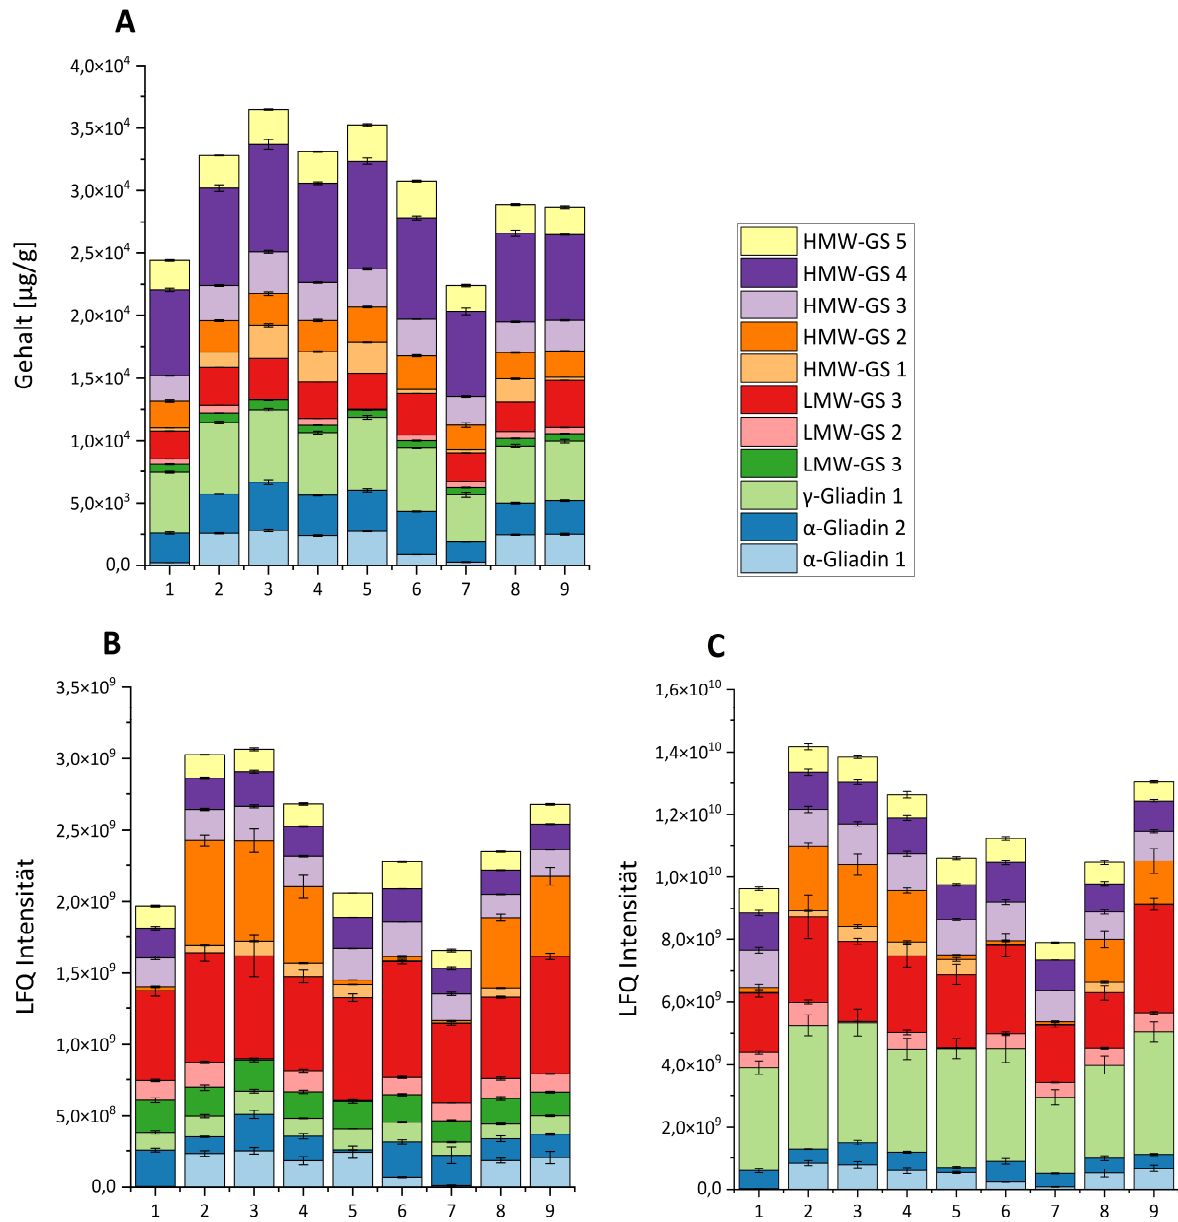 A
4,0×10⁴
3,5×10⁴
3,0×10⁴
2,5×10⁴
2,0×10⁴
1,5×10⁴
1,0×10⁴
5,0×10³
0,0
Gehalt [µg/g]
1 2 3 4 5 6 7 8 9
HMW-GS 5
HMW-GS 4
HMW-GS 3
HMW-GS 2
HMW-GS 1
LMW-GS 3
LMW-GS 2
LMW-GS 3
γ-Gliadin 1
α-Gliadin 2
α-Gliadin 1
B
3,5×10⁹
3,0×10⁹
2,5×10⁹
2,0×10⁹
1,5×10⁹
1,0×10⁹
5,0×10⁸
0,0
LFQ Intensität
1 2 3 4 5 6 7 8 9
C
1,6×10¹⁰
1,4×10¹⁰
1,2×10¹⁰
1,0×10¹⁰
8,0×10⁹
6,0×10⁹
4,0×10⁹
2,0×10⁹
0,0
LFQ Intensität
1 2 3 4 5 6 7 8 9